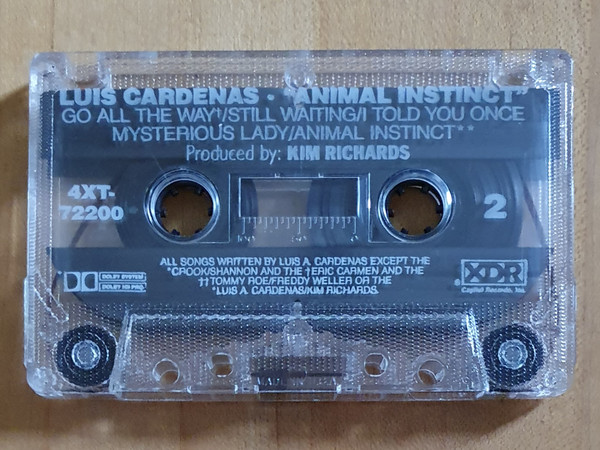 LUIS CARDENAS • "ANIMAL INSTINCT"
GO ALL THE WAY†/STILL WAITING/I TOLD YOU ONCE
MYSTERIOUS LADY/ANIMAL INSTINCT**
Produced by: KIM RICHARDS
4XT-
72200
2
100 50 0
ALL SONGS WRITTEN BY LUIS A. CARDENAS EXCEPT THE
*CROOK/SHANNON AND THE †ERIC CARMEN AND THE
††TOMMY ROE/FREDDY WELLER OR THE
*LUIS A. CARDENAS/KIM RICHARDS.
DOLBY SYSTEM
DOLBY HX PRO
XDR
Capitol Records, Inc.